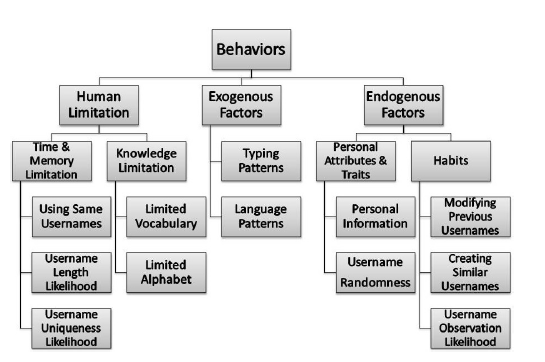 Behaviors
Human
Limitation
Exogenous
Factors
Endogenous
Factors
Time &
Memory
Limitation
Knowledge
Limitation
Typing
Patterns
Personal
Attributes &
Traits
Habits
Using Same
Usernames
Limited
Vocabulary
Language
Patterns
Personal
Information
Modifying
Previous
Usernames
Username
Length
Likelihood
Limited
Alphabet
Username
Randomness
Creating
Similar
Usernames
Username
Uniqueness
Likelihood
Username
Observation
Likelihood